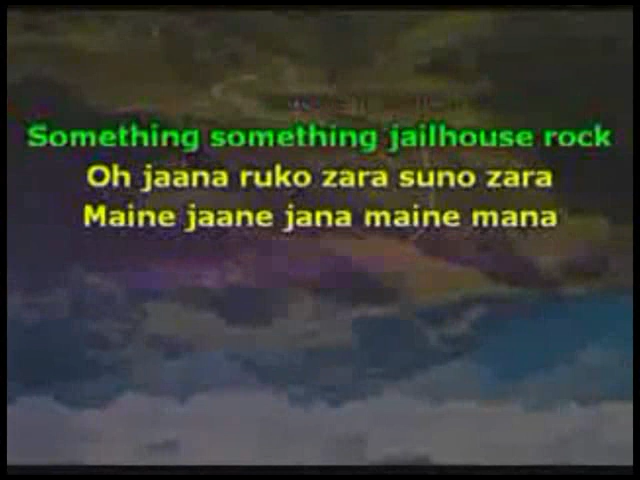 Something something jailhouse rock
Oh jaana ruko zara suno zara
Maine jaane jana maine mana